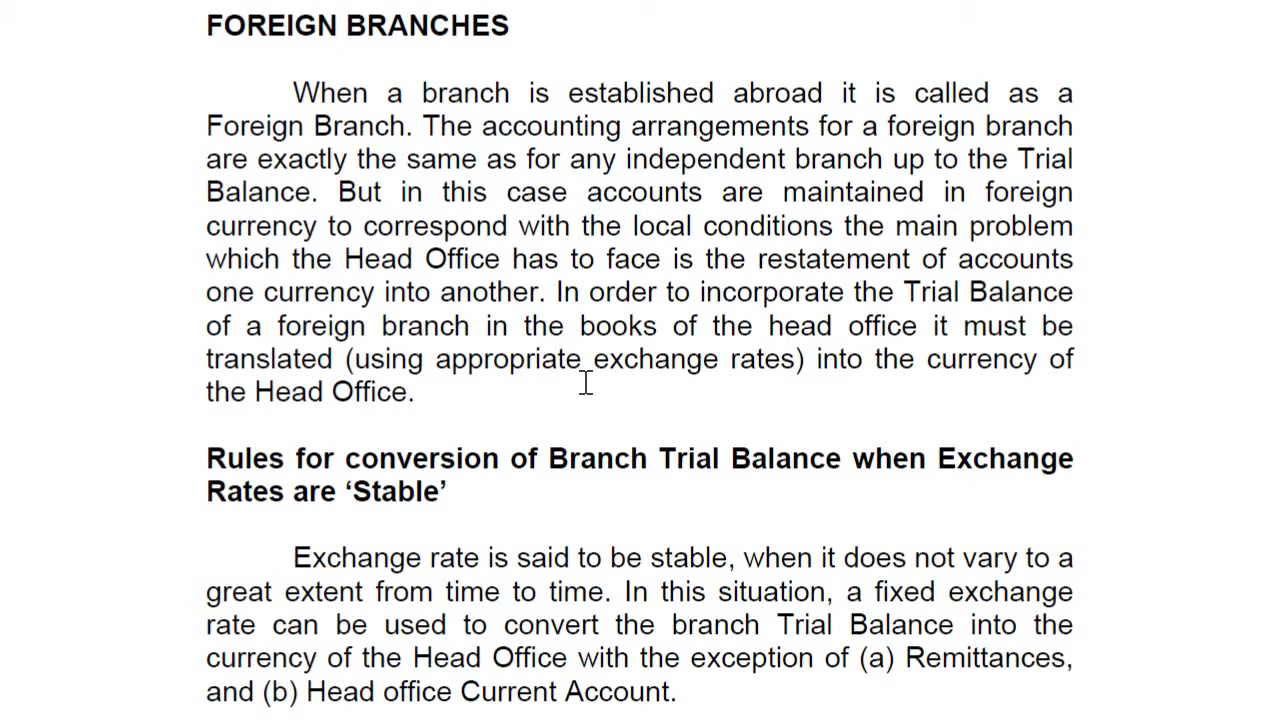 FOREIGN BRANCHES
When a branch is established abroad it is called as a
Foreign Branch. The accounting arrangements for a foreign branch
are exactly the same as for any independent branch up to the Trial
Balance. But in this case accounts are maintained in foreign
currency to correspond with the local conditions the main problem
which the Head Office has to face is the restatement of accounts
one currency into another. In order to incorporate the Trial Balance
of a foreign branch in the books of the head office it must be
translated (using appropriate exchange rates) into the currency of
the Head Office.
Rules for conversion of Branch Trial Balance when Exchange
Rates are ‘Stable’
Exchange rate is said to be stable, when it does not vary to a
great extent from time to time. In this situation, a fixed exchange
rate can be used to convert the branch Trial Balance into the
currency of the Head Office with the exception of (a) Remittances,
and (b) Head office Current Account.